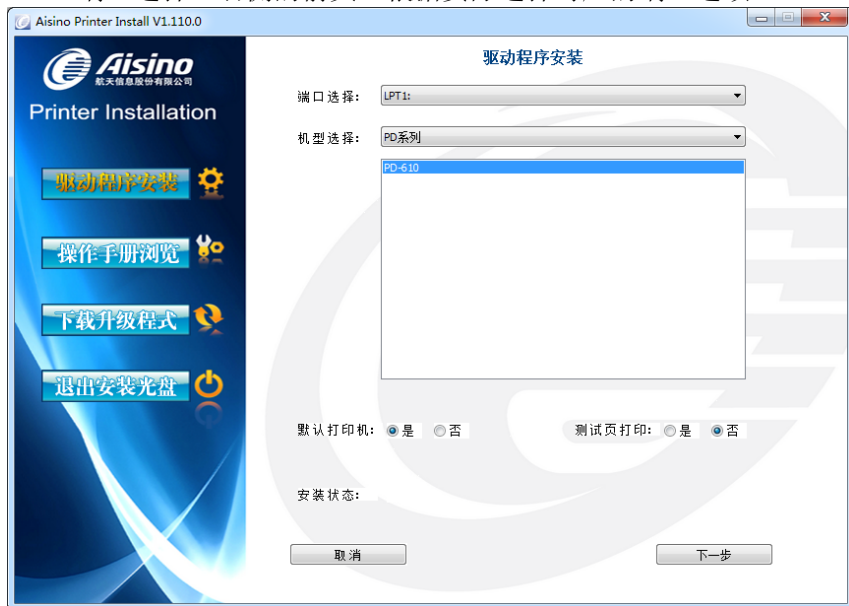 Aisino Printer Install V1.110.0
Aisino
航天信息股份有限公司
Printer Installation
驱动程序安装
操作手册浏览
下载升级程式
退出安装光盘
驱动程序安装
端口选择: LPT1:
机型选择: PD系列
PD-610
默认打印机: 是 否 测试页打印: 是 否
安装状态:
取消 下一步